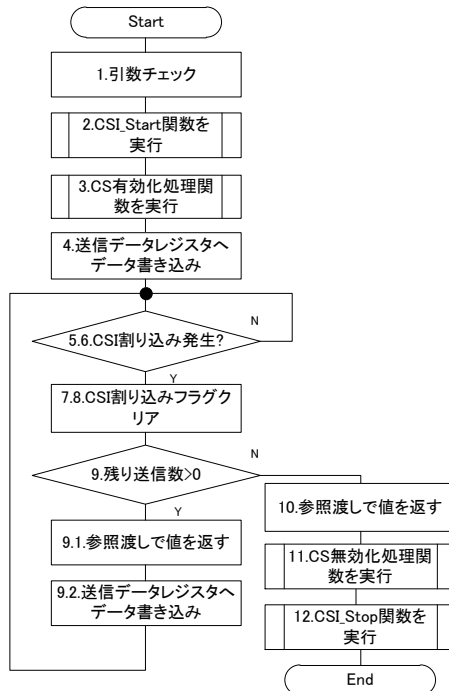 Start
1.引数チェック
2.CSI_Start関数を
実行
3.CS有効化処理関
数を実行
4.送信データレジスタへ
データ書き込み
N
5.6.CSI割り込み発生?
Y
7.8.CSI割り込みフラグク
リア
N
9.残り送信数>0
Y
9.1.参照渡しで値を返す
9.2.送信データレジスタへ
データ書き込み
10.参照渡しで値を返す
11.CS無効化処理関
数を実行
12.CSI_Stop関数を
実行
End